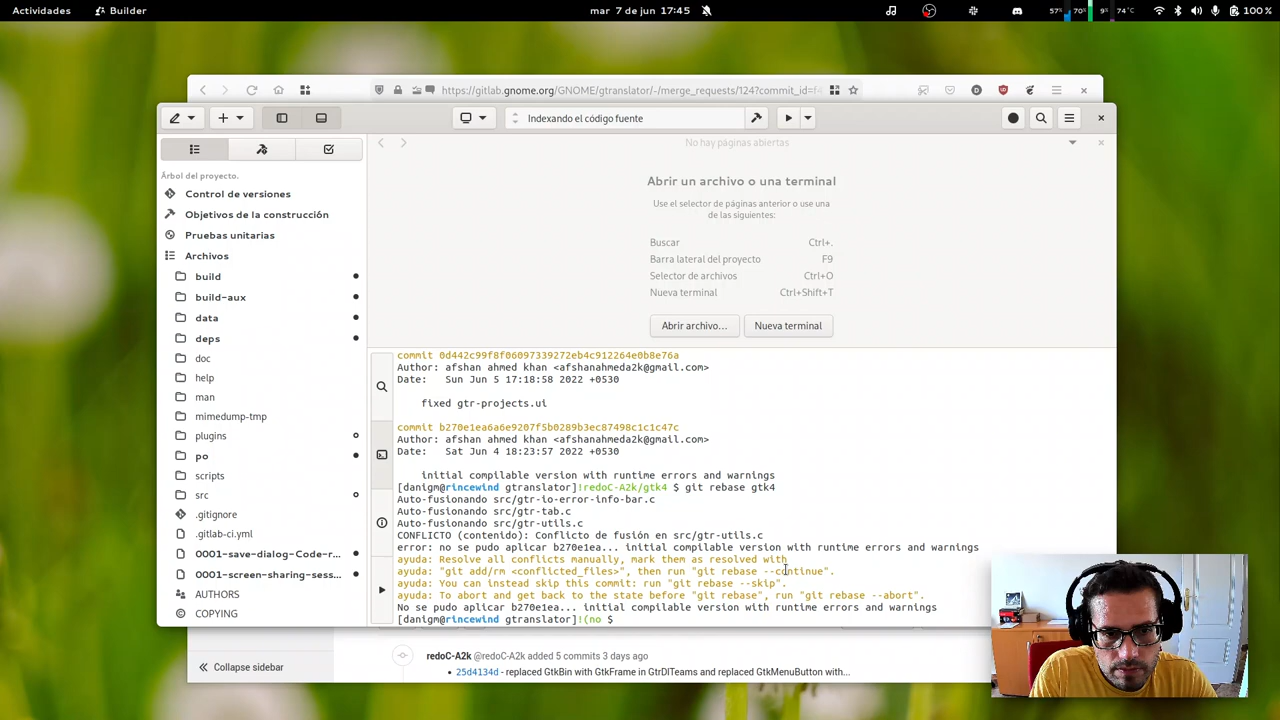 Actividades
Builder
mar 7 de jun 17:45
57%
70%
9%
74°C
100 %
https://gitlab.gnome.org/GNOME/gtranslator/-/merge_requests/124?commit_id=f
Indexando el código fuente
Árbol del proyecto.
Control de versiones
Objetivos de la construcción
Pruebas unitarias
Archivos
build
build-aux
data
deps
doc
help
man
mimedump-tmp
plugins
po
scripts
src
.gitignore
.gitlab-ci.yml
0001-save-dialog-Code-r...
0001-screen-sharing-sess...
AUTHORS
COPYING
No hay páginas abiertas
Abrir un archivo o una terminal
Use el selector de páginas anterior o use una
de las siguientes:
Buscar Ctrl+.
Barra lateral del proyecto F9
Selector de archivos Ctrl+O
Nueva terminal Ctrl+Shift+T
Abrir archivo...
Nueva terminal
commit 0d442c99f8f06097339272eb4c912264e0b8e76a
Author: afshan ahmed khan <afshanahmeda2k@gmail.com>
Date: Sun Jun 5 17:18:58 2022 +0530
fixed gtr-projects.ui
commit b270e1ea6a6e9207f5b0289b3ec87498c1c1c47c
Author: afshan ahmed khan <afshanahmeda2k@gmail.com>
Date: Sat Jun 4 18:23:57 2022 +0530
initial compilable version with runtime errors and warnings
[danigm@rincewind gtranslator]!redoC-A2k/gtk4 $ git rebase gtk4
Auto-fusionando src/gtr-io-error-info-bar.c
Auto-fusionando src/gtr-tab.c
Auto-fusionando src/gtr-utils.c
CONFLICTO (contenido): Conflicto de fusión en src/gtr-utils.c
error: no se pudo aplicar b270e1ea... initial compilable version with runtime errors and warnings
ayuda: Resolve all conflicts manually, mark them as resolved with
ayuda: "git add/rm <conflicted_files>", then run "git rebase --continue".
ayuda: You can instead skip this commit: run "git rebase --skip".
ayuda: To abort and get back to the state before "git rebase", run "git rebase --abort".
No se pudo aplicar b270e1ea... initial compilable version with runtime errors and warnings
[danigm@rincewind gtranslator]!(no $
Collapse sidebar
redoC-A2k @redoC-A2k added 5 commits 3 days ago
25d4134d - replaced GtkBin with GtkFrame in GtrDlTeams and replaced GtkMenuButton with...